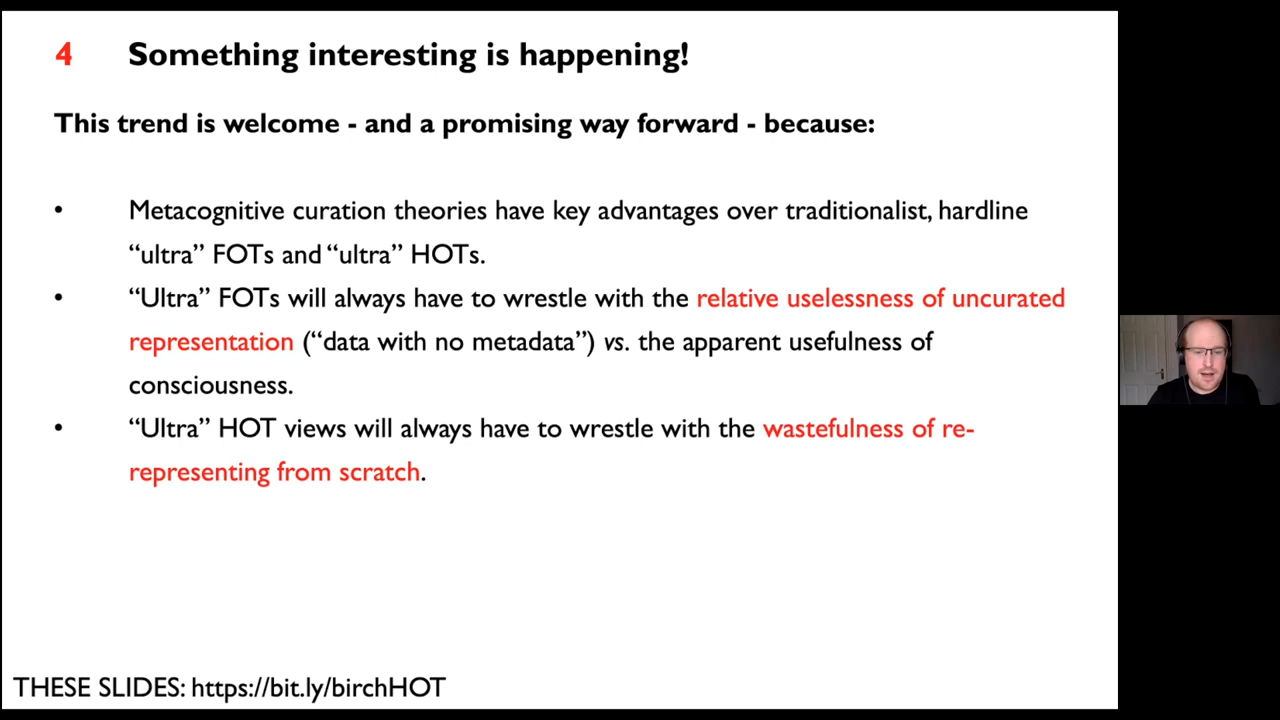 4 Something interesting is happening!
This trend is welcome - and a promising way forward - because:
• Metacognitive curation theories have key advantages over traditionalist, hardline
“ultra” FOTs and “ultra” HOTs.
• “Ultra” FOTs will always have to wrestle with the relative uselessness of uncurated
representation (“data with no metadata”) vs. the apparent usefulness of
consciousness.
• “Ultra” HOT views will always have to wrestle with the wastefulness of re-
representing from scratch.
THESE SLIDES: https://bit.ly/birchHOT